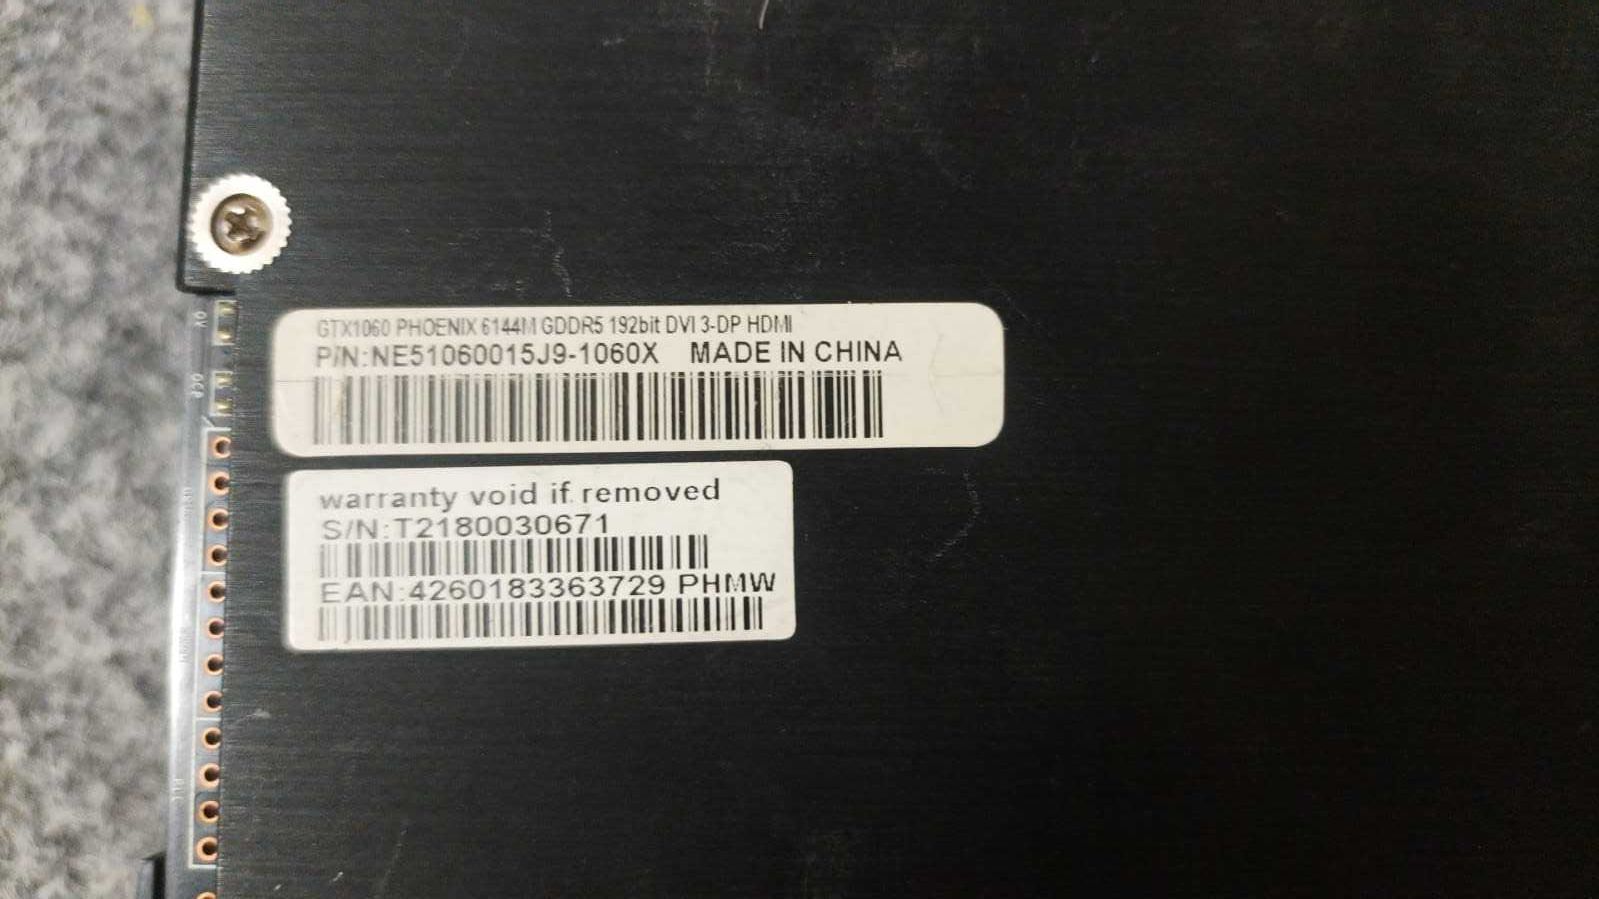 GTX1060 PHOENIX 6144M GDDR5 192bit DVI 3-DP HDMI
P/N:NE51060015J9-1060X MADE IN CHINA
warranty void if removed
S/N:T2180030671
EAN:4260183363729 PHMW